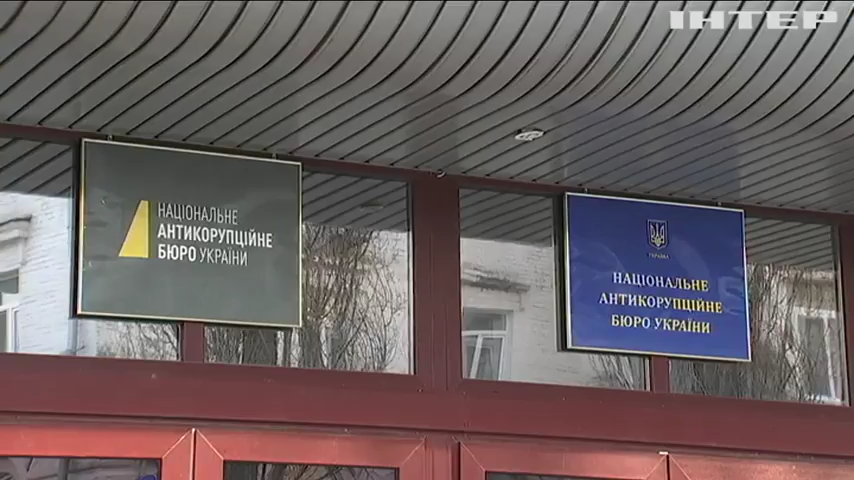 ІНТЕР
НАЦІОНАЛЬНЕ
АНТИКОРУПЦІЙНЕ
БЮРО УКРАЇНИ
УКРАЇНА
НАЦІОНАЛЬНЕ
АНТИКОРУПЦІЙНЕ
БЮРО УКРАЇНИ